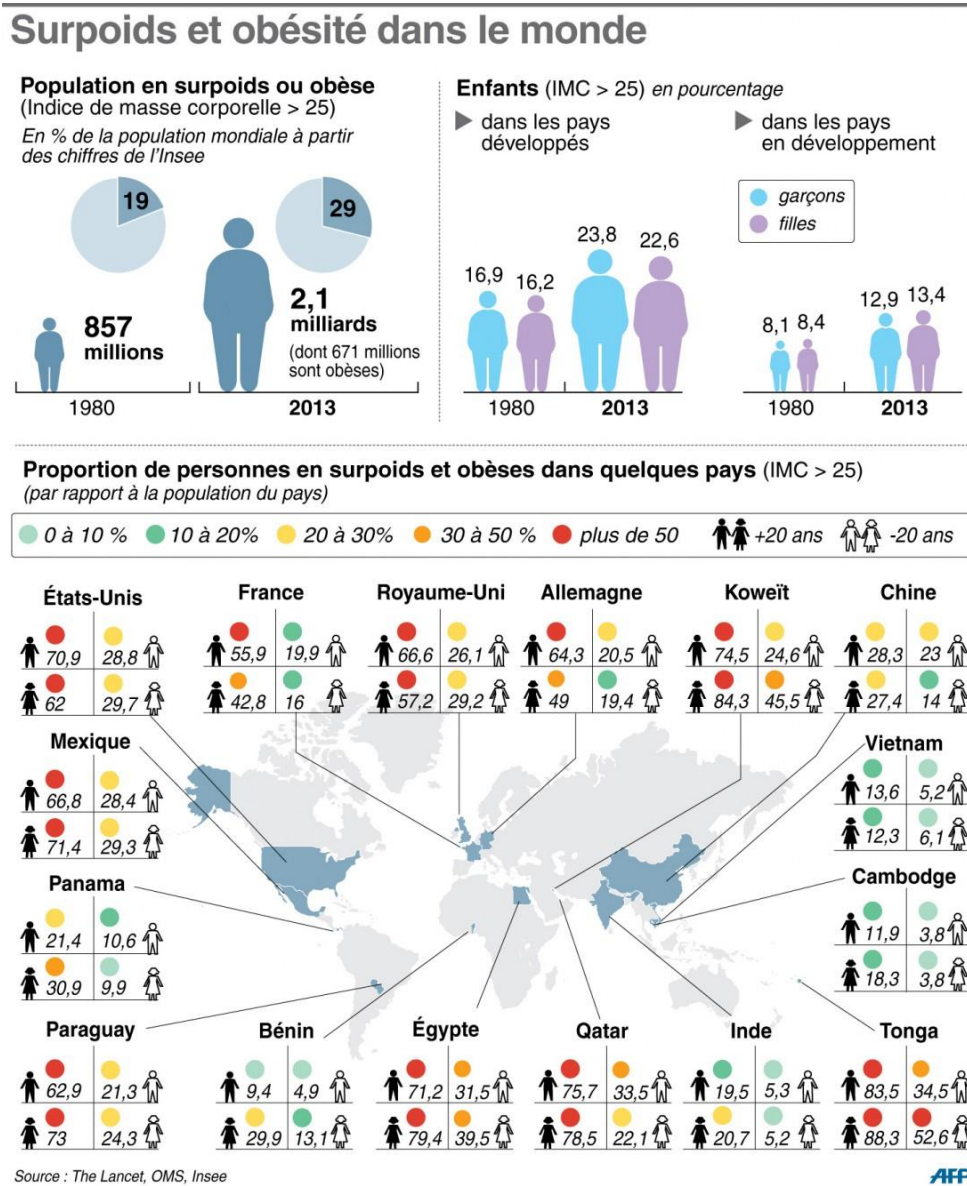 Surpoids et obésité dans le monde
Population en surpoids ou obèse
(Indice de masse corporelle > 25)
En % de la population mondiale à partir
des chiffres de l'Insee
19
29
857
millions
2,1
milliards
(dont 671 millions
sont obèses)
1980
2013
Enfants (IMC > 25) en pourcentage
dans les pays
développés
dans les pays
en développement
garçons
filles
16,9
16,2
23,8
22,6
8,1
8,4
12,9
13,4
1980
2013
1980
2013
Proportion de personnes en surpoids et obèses dans quelques pays (IMC > 25)
(par rapport à la population du pays)
0 à 10 %
10 à 20%
20 à 30%
30 à 50 %
plus de 50
+20 ans
-20 ans
États-Unis
70,9 28,8
62 29,7
France
55,9 19,9
42,8 16
Royaume-Uni
66,6 26,1
57,2 29,2
Allemagne
64,3 20,5
49 19,4
Koweït
74,5 24,6
84,3 45,5
Chine
28,3 23
27,4 14
Mexique
66,8 28,4
71,4 29,3
Vietnam
13,6 5,2
12,3 6,1
Panama
21,4 10,6
30,9 9,9
Cambodge
11,9 3,8
18,3 3,8
Paraguay
62,9 21,3
73 24,3
Bénin
9,4 4,9
29,9 13,1
Égypte
71,2 31,5
79,4 39,5
Qatar
75,7 33,5
78,5 22,1
Inde
19,5 5,3
20,7 5,2
Tonga
83,5 34,5
88,3 52,6
Source : The Lancet, OMS, Insee
AFP